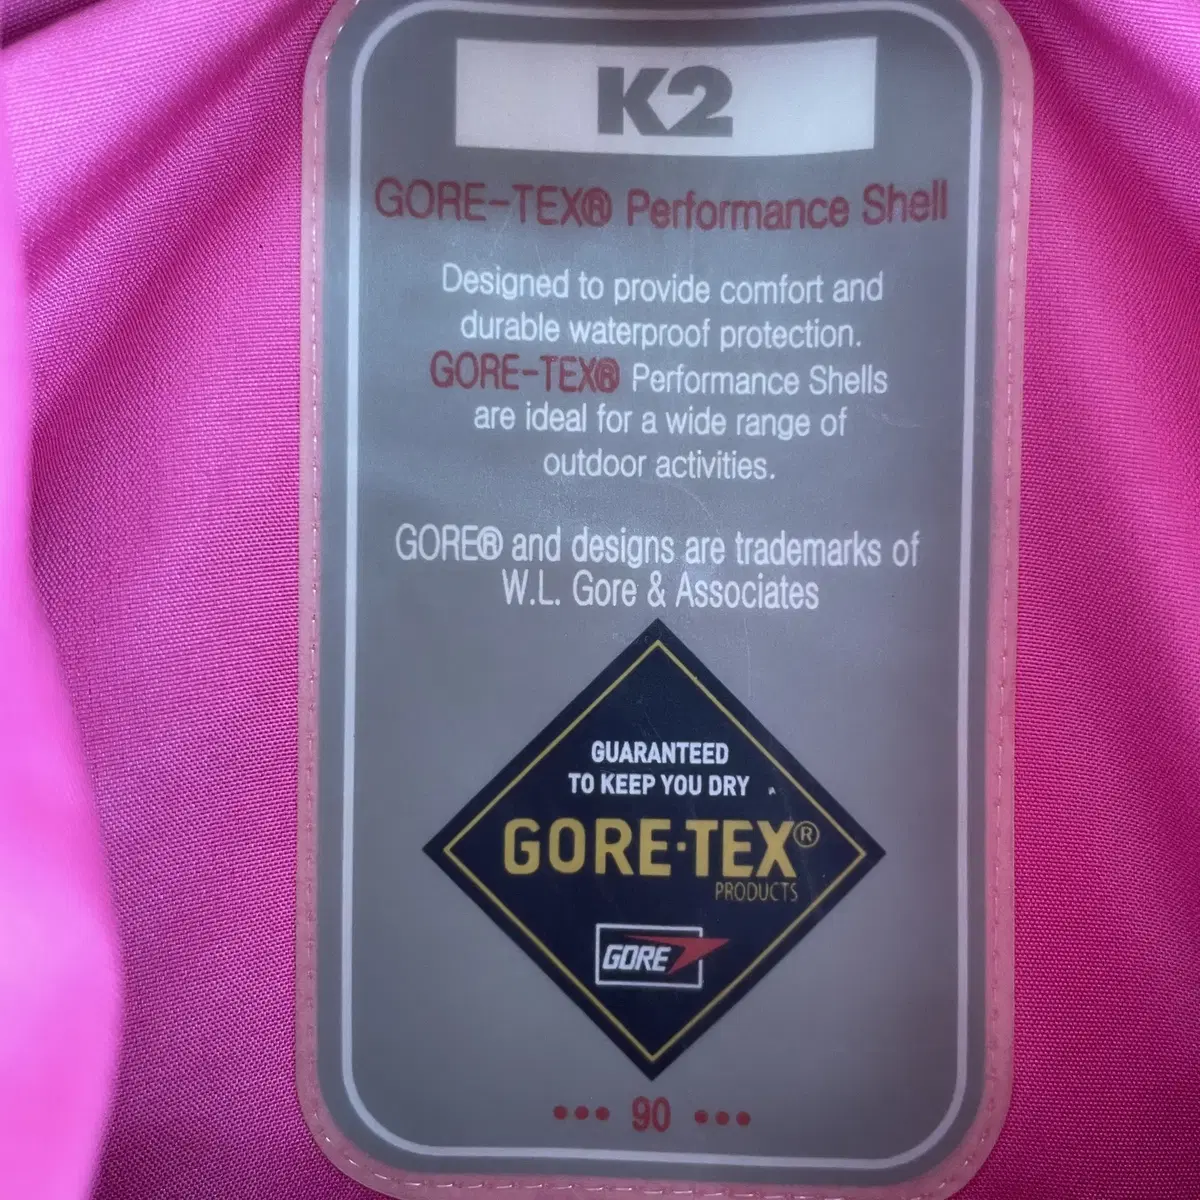 K2
GORE-TEX® Performance Shell
Designed to provide comfort and
durable waterproof protection.
GORE-TEX® Performance Shells
are ideal for a wide range of
outdoor activities.
GORE® and designs are trademarks of
W.L. Gore & Associates
GUARANTEED
TO KEEP YOU DRY
GORE-TEX®
PRODUCTS
GORE
••• 90 •••